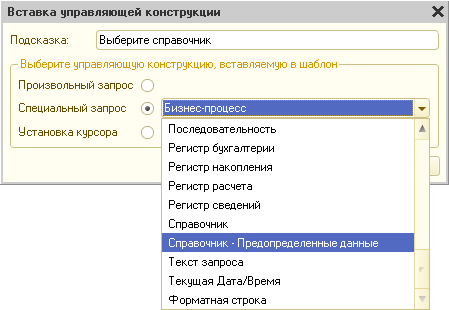 Вставка управляющей конструкции
Подсказка: Выберите справочник
Выберите управляющую конструкцию, вставляемую в шаблон
Произвольный запрос
Специальный запрос Бизнес-процесс
Установка курсора
Последовательность
Регистр бухгалтерии
Регистр накопления
Регистр расчета
Регистр сведений
Справочник
Справочник - Предопределенные данные
Текст запроса
Текущая Дата/Время
Форматная строка